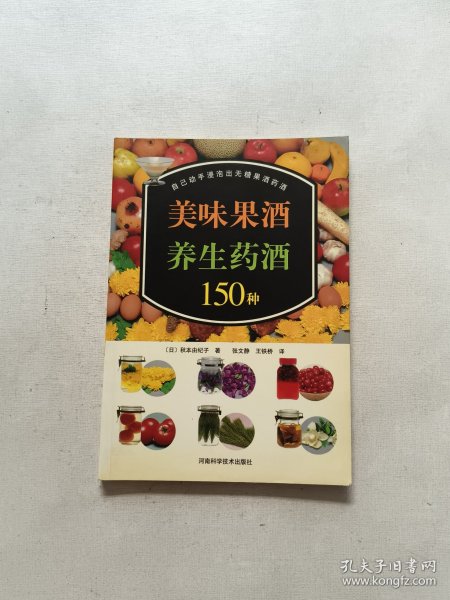 自己动手浸泡出无糖果酒药酒
美味果酒
养生药酒
150种
〔日〕秋本由纪子 著 张文静 王铁桥 译
河南科学技术出版社
孔夫子旧书网
www.kongfz.com